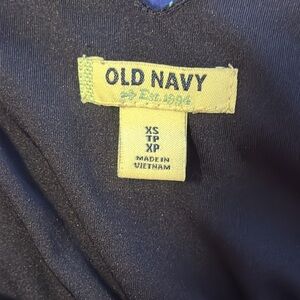 OLD NAVY
Est. 1994
XS
TP
XP
MADE IN
VIETNAM